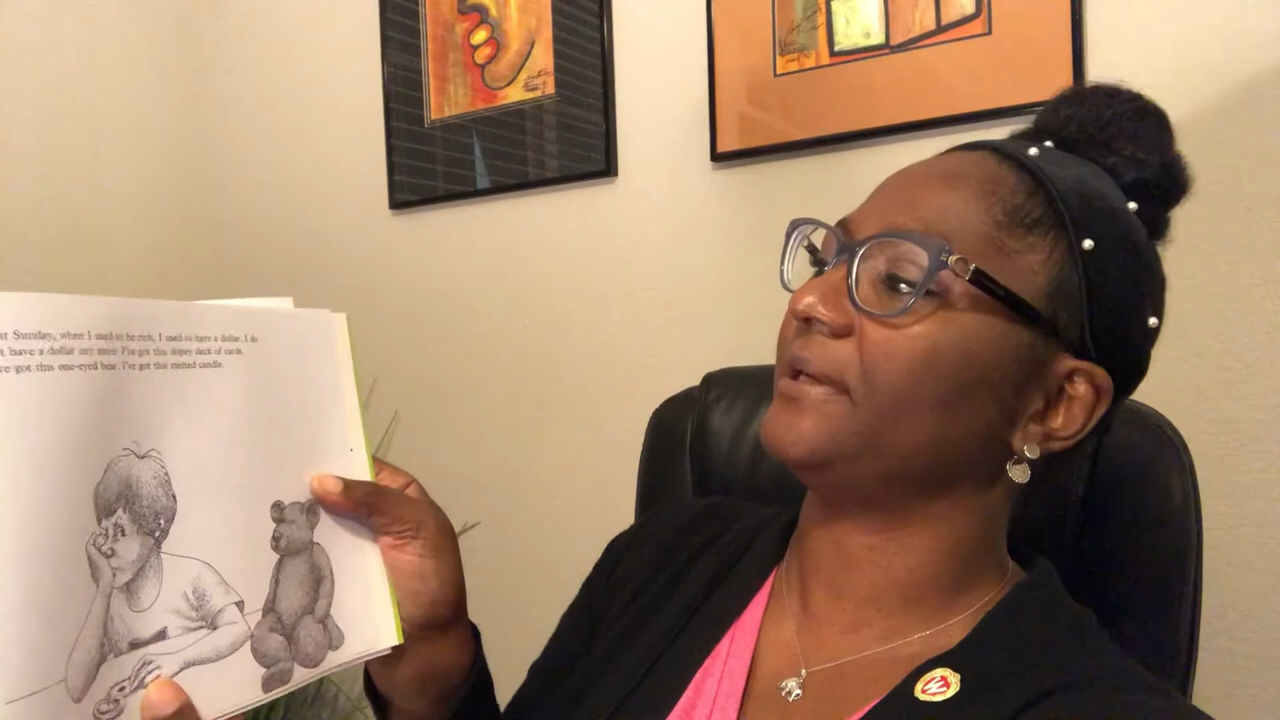 Sunday, when I used to be rich, I used to have a dollar. I do
have a dollar any more. I've got this dopey deck of cards.
got this one-eyed bear. I've got this melted candle.
W